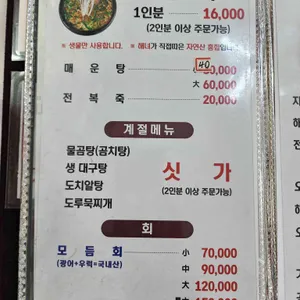 1인분 16,000
(2인분 이상 주문가능)
※ 생물만 사용합니다. ※ 해녀가 직접따온 자연산 홍합입니다
매운탕 小 40,000
大 60,000
전복죽 20,000
계절메뉴
물곰탕(곰치탕)
생 대구탕
도치알탕
도루묵찌개
싯가
(2인분 이상 주문가능)
회
모듬회 小 70,000
(광어+우럭=국내산) 中 90,000
大 120,000